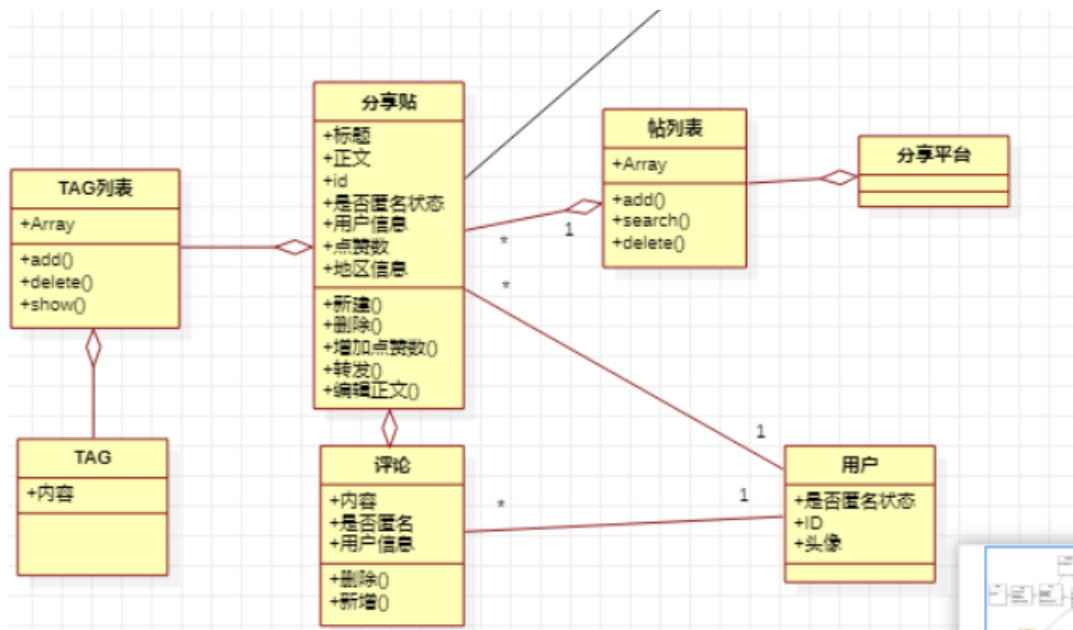 分享贴
+标题
+正文
+id
+是否匿名状态
+用户信息
+点赞数
+地区信息
+新建()
+删除()
+增加点赞数()
+转发()
+编辑正文()
帖列表
+Array
+add()
+search()
+delete()
分享平台
TAG列表
+Array
+add()
+delete()
+show()
*
1
*
1
TAG
+内容
评论
+内容
+是否匿名
+用户信息
+删除()
+新增()
*
1
用户
+是否匿名状态
+ID
+头像